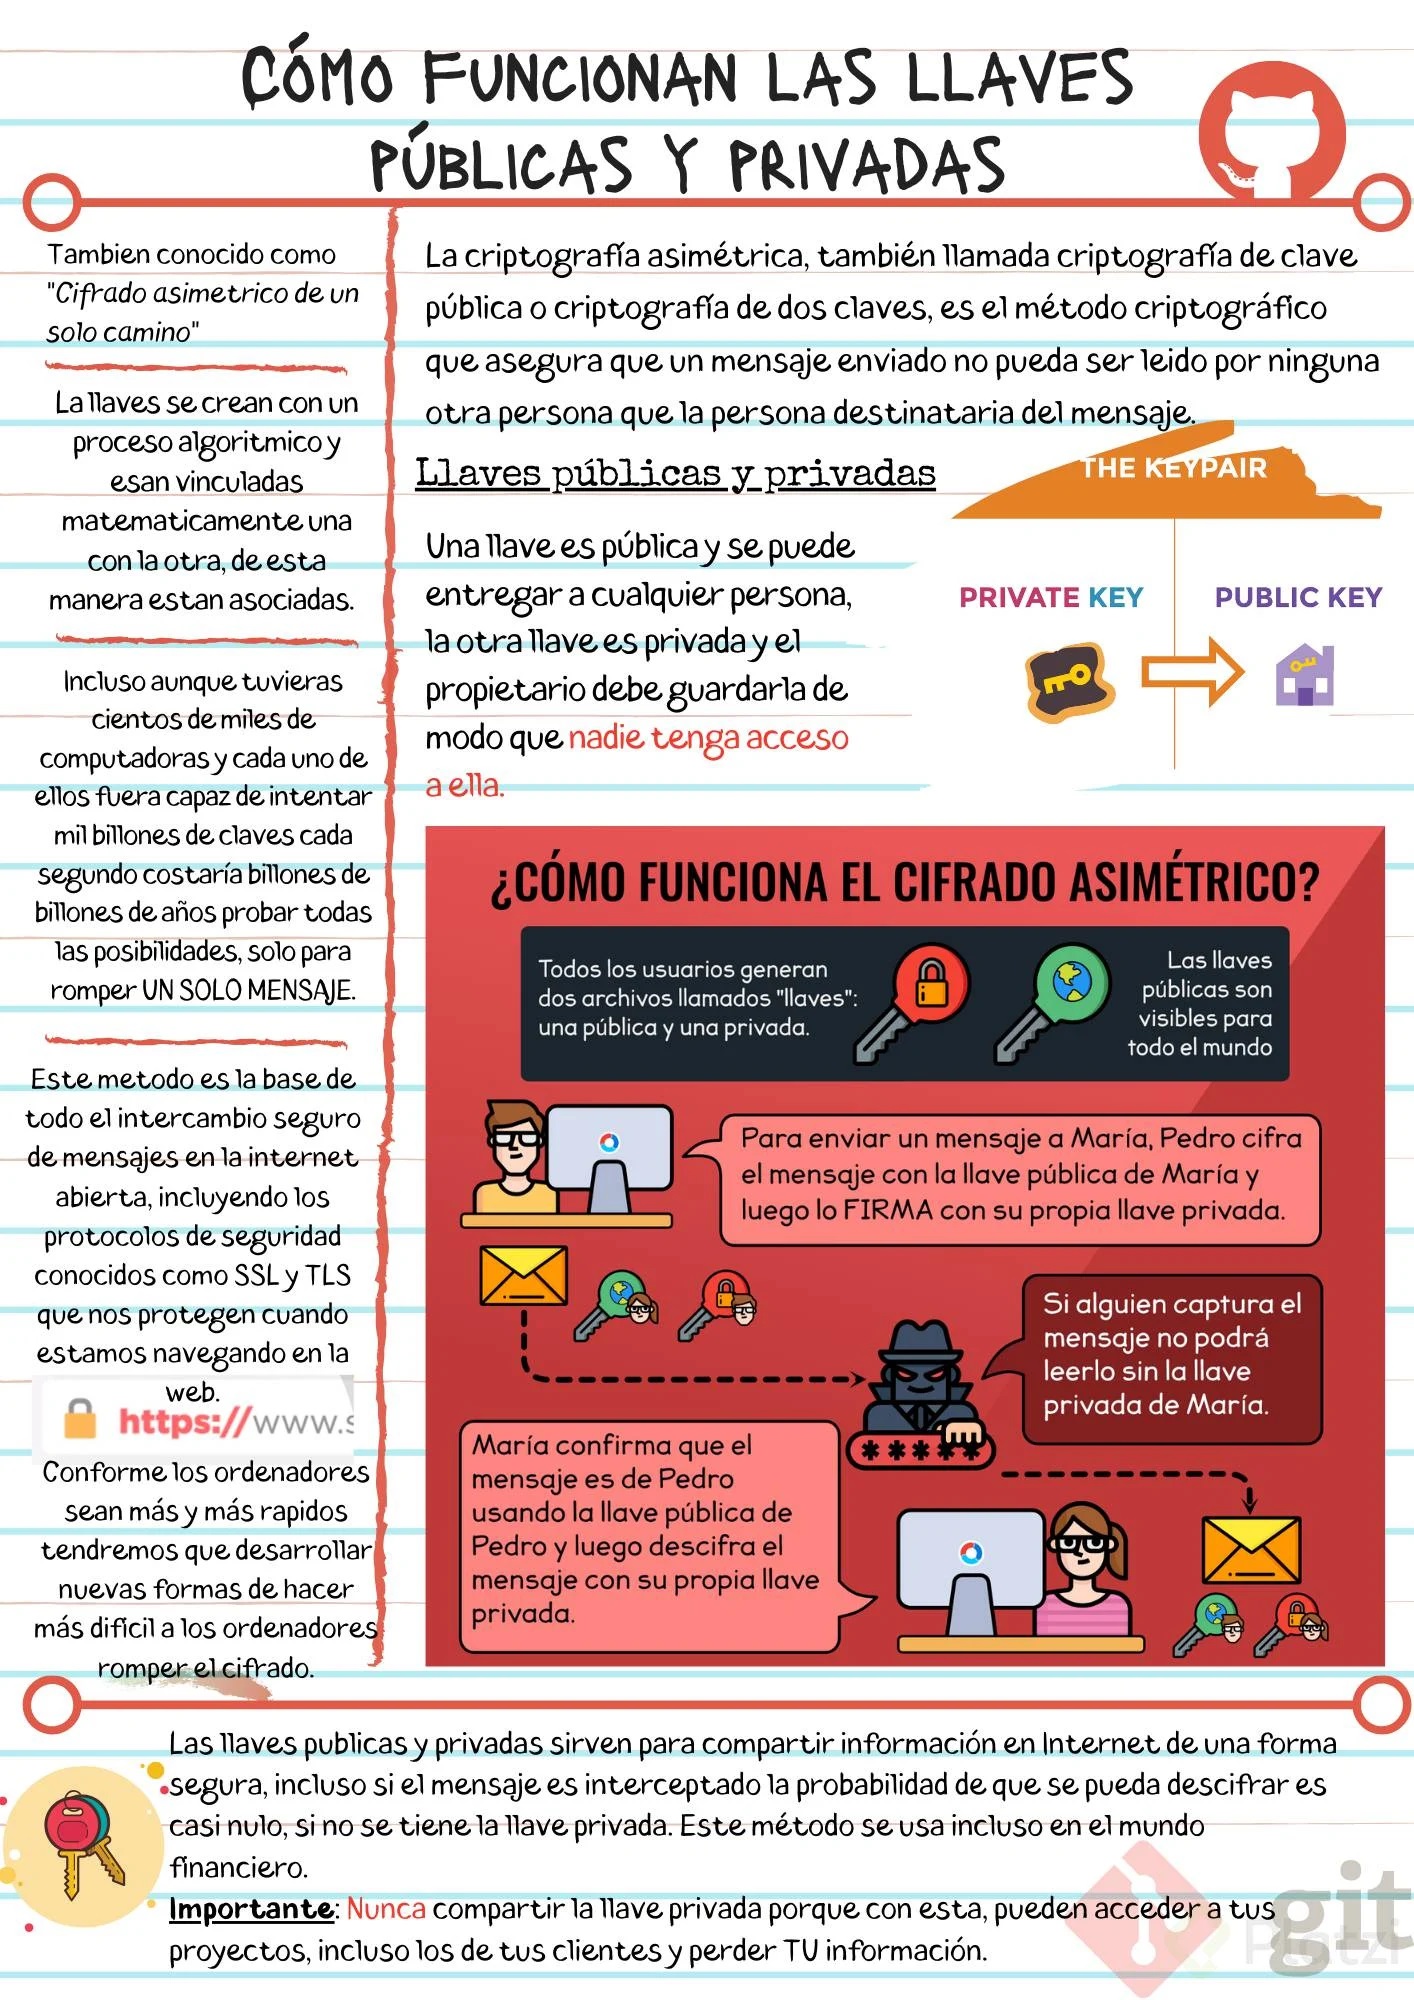 CÓMO FUNCIONAN LAS LLAVES
PÚBLICAS Y PRIVADAS
Tambien conocido como
"Cifrado asimetrico de un
solo camino"
La llaves se crean con un
proceso algoritmico y
esan vinculadas
matematicamente una
con la otra, de esta
manera estan asociadas.
Incluso aunque tuvieras
cientos de miles de
computadoras y cada uno de
ellos fuera capaz de intentar
mil billones de claves cada
segundo costaría billones de
billones de años probar todas
las posibilidades, solo para
romper UN SOLO MENSAJE.
Este metodo es la base de
todo el intercambio seguro
de mensajes en la internet
abierta, incluyendo los
protocolos de seguridad
conocidos como SSL y TLS
que nos protegen cuando
estamos navegando en la
web.
https://www.s
Conforme los ordenadores
sean más y más rapidos
tendremos que desarrollar
nuevas formas de hacer
más difícil a los ordenadores
romper el cifrado.
La criptografía asimétrica, también llamada criptografía de clave
pública o criptografía de dos claves, es el método criptográfico
que asegura que un mensaje enviado no pueda ser leido por ninguna
otra persona que la persona destinataria del mensaje.
Llaves públicas y privadas
Una llave es pública y se puede
entregar a cualquier persona,
la otra llave es privada y el
propietario debe guardarla de
modo que nadie tenga acceso
a ella.
THE KEYPAIR
PRIVATE KEY
PUBLIC KEY
¿CÓMO FUNCIONA EL CIFRADO ASIMÉTRICO?
Todos los usuarios generan
dos archivos llamados "llaves":
una pública y una privada.
Las llaves
públicas son
visibles para
todo el mundo
Para enviar un mensaje a María, Pedro cifra
el mensaje con la llave pública de María y
luego lo FIRMA con su propia llave privada.
Si alguien captura el
mensaje no podrá
leerlo sin la llave
privada de María.
*****
María confirma que el
mensaje es de Pedro
usando la llave pública de
Pedro y luego descifra el
mensaje con su propia llave
privada.
Las llaves publicas y privadas sirven para compartir información en Internet de una forma
segura, incluso si el mensaje es interceptado la probabilidad de que se pueda descifrar es
casi nulo, si no se tiene la llave privada. Este método se usa incluso en el mundo
financiero.
Importante: Nunca compartir la llave privada porque con esta, pueden acceder a tus
proyectos, incluso los de tus clientes y perder TU información.
git
Platzi